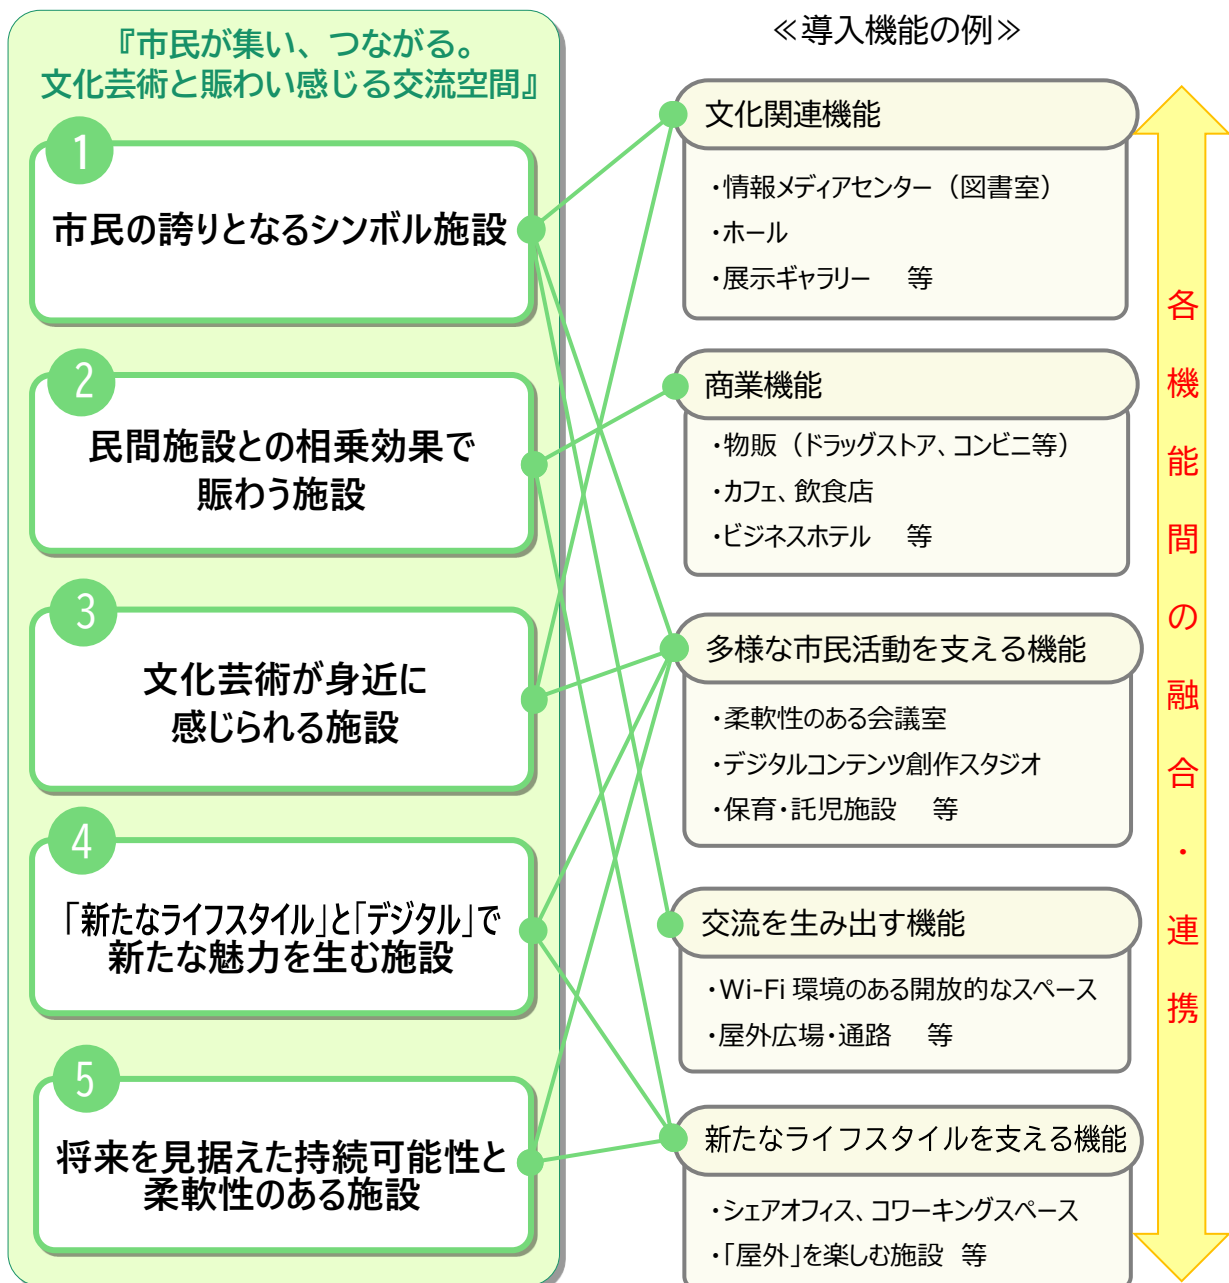 『市民が集い、つながる。
文化芸術と賑わい感じる交流空間』
1
市民の誇りとなるシンボル施設
2
民間施設との相乗効果で
賑わう施設
3
文化芸術が身近に
感じられる施設
4
「新たなライフスタイル」と「デジタル」で
新たな魅力を生む施設
5
将来を見据えた持続可能性と
柔軟性のある施設
≪導入機能の例≫
文化関連機能
・情報メディアセンター（図書室）
・ホール
・展示ギャラリー　等
商業機能
・物販（ドラッグストア、コンビニ等）
・カフェ、飲食店
・ビジネスホテル　等
多様な市民活動を支える機能
・柔軟性のある会議室
・デジタルコンテンツ創作スタジオ
・保育・託児施設　等
交流を生み出す機能
・Wi-Fi 環境のある開放的なスペース
・屋外広場・通路　等
新たなライフスタイルを支える機能
・シェアオフィス、コワーキングスペース
・「屋外」を楽しむ施設　等
各機能間の融合・連携